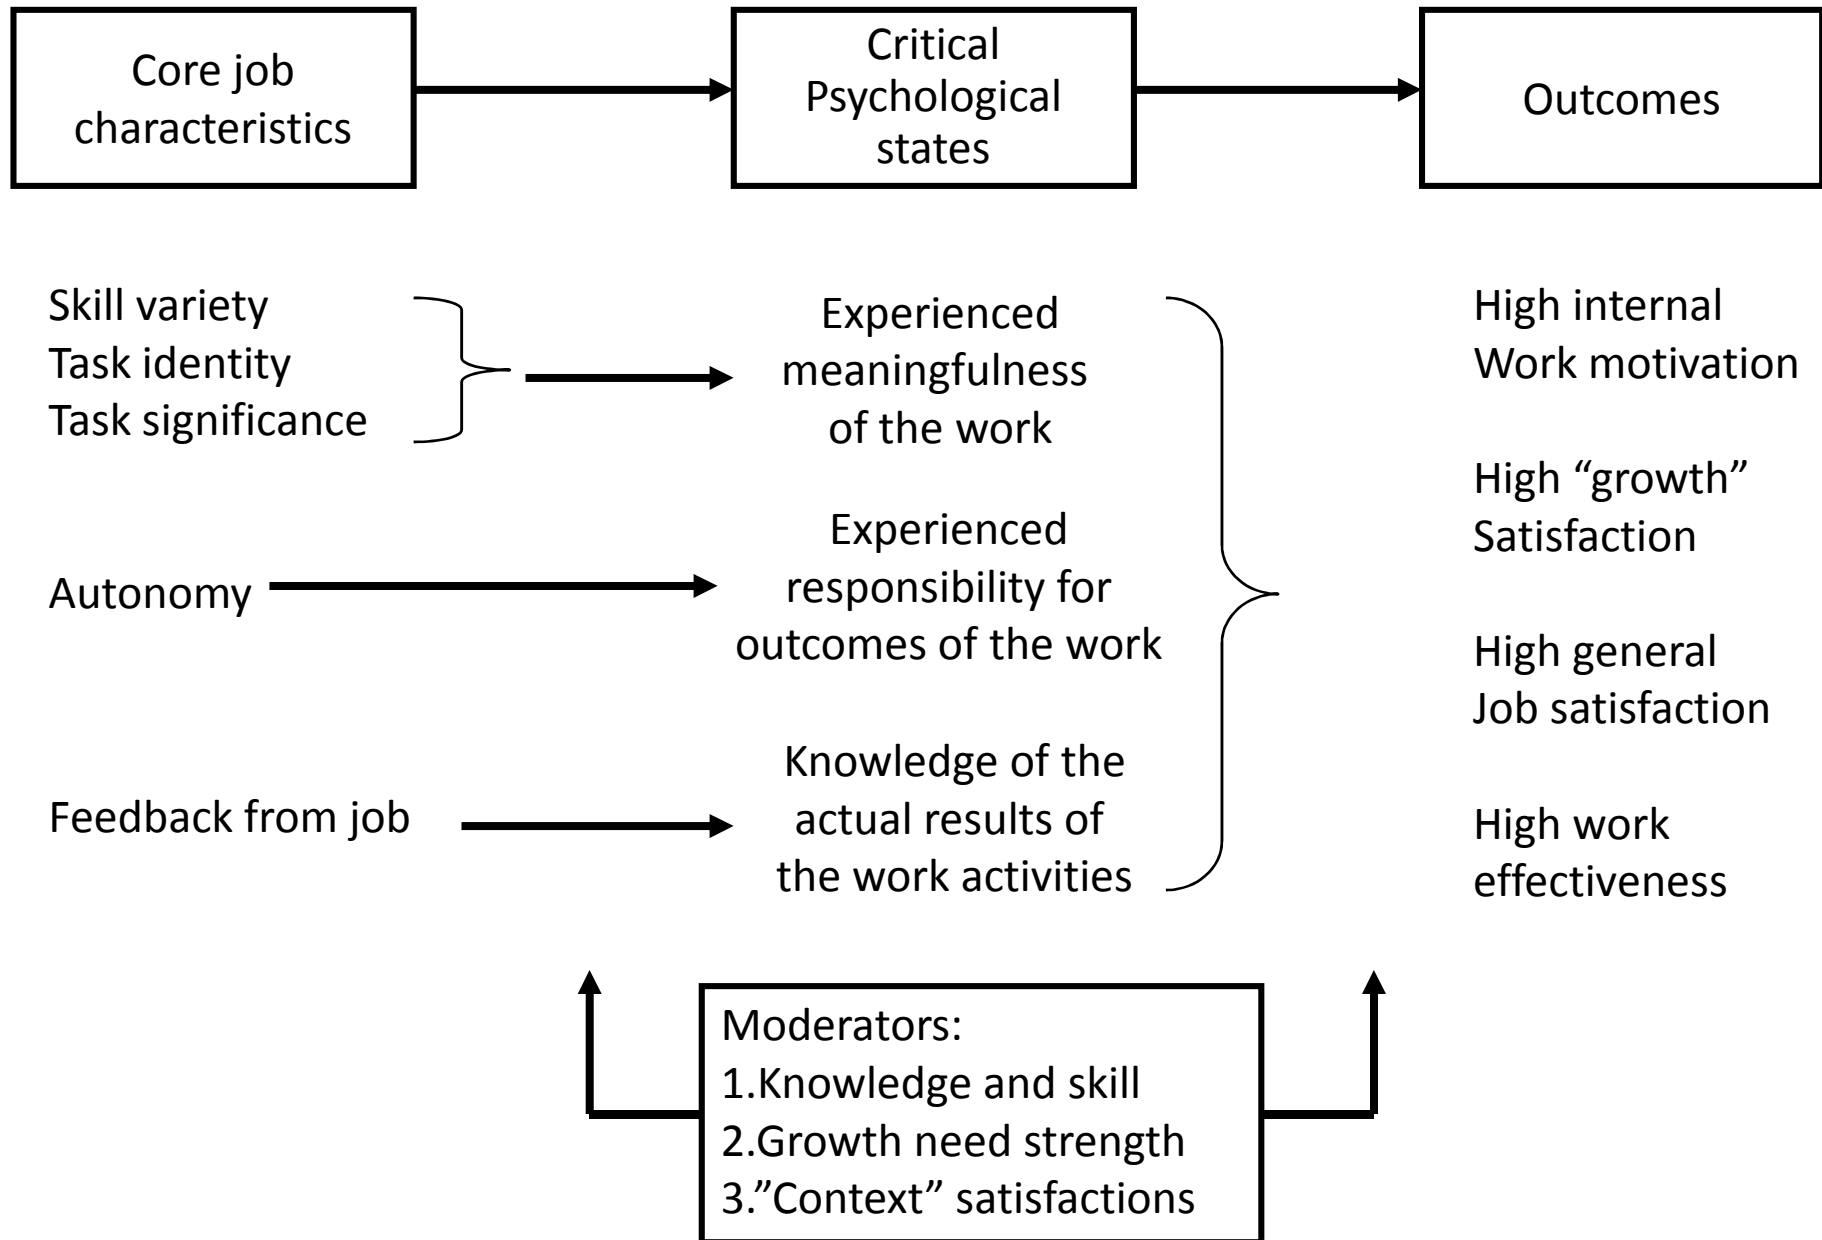 Core job
characteristics
Critical
Psychological
states
Outcomes
Skill variety
Task identity
Task significance
Experienced
meaningfulness
of the work
High internal
Work motivation
High “growth”
Satisfaction
Autonomy
Experienced
responsibility for
outcomes of the work
High general
Job satisfaction
Feedback from job
Knowledge of the
actual results of
the work activities
High work
effectiveness
Moderators:
1.Knowledge and skill
2.Growth need strength
3.”Context” satisfactions